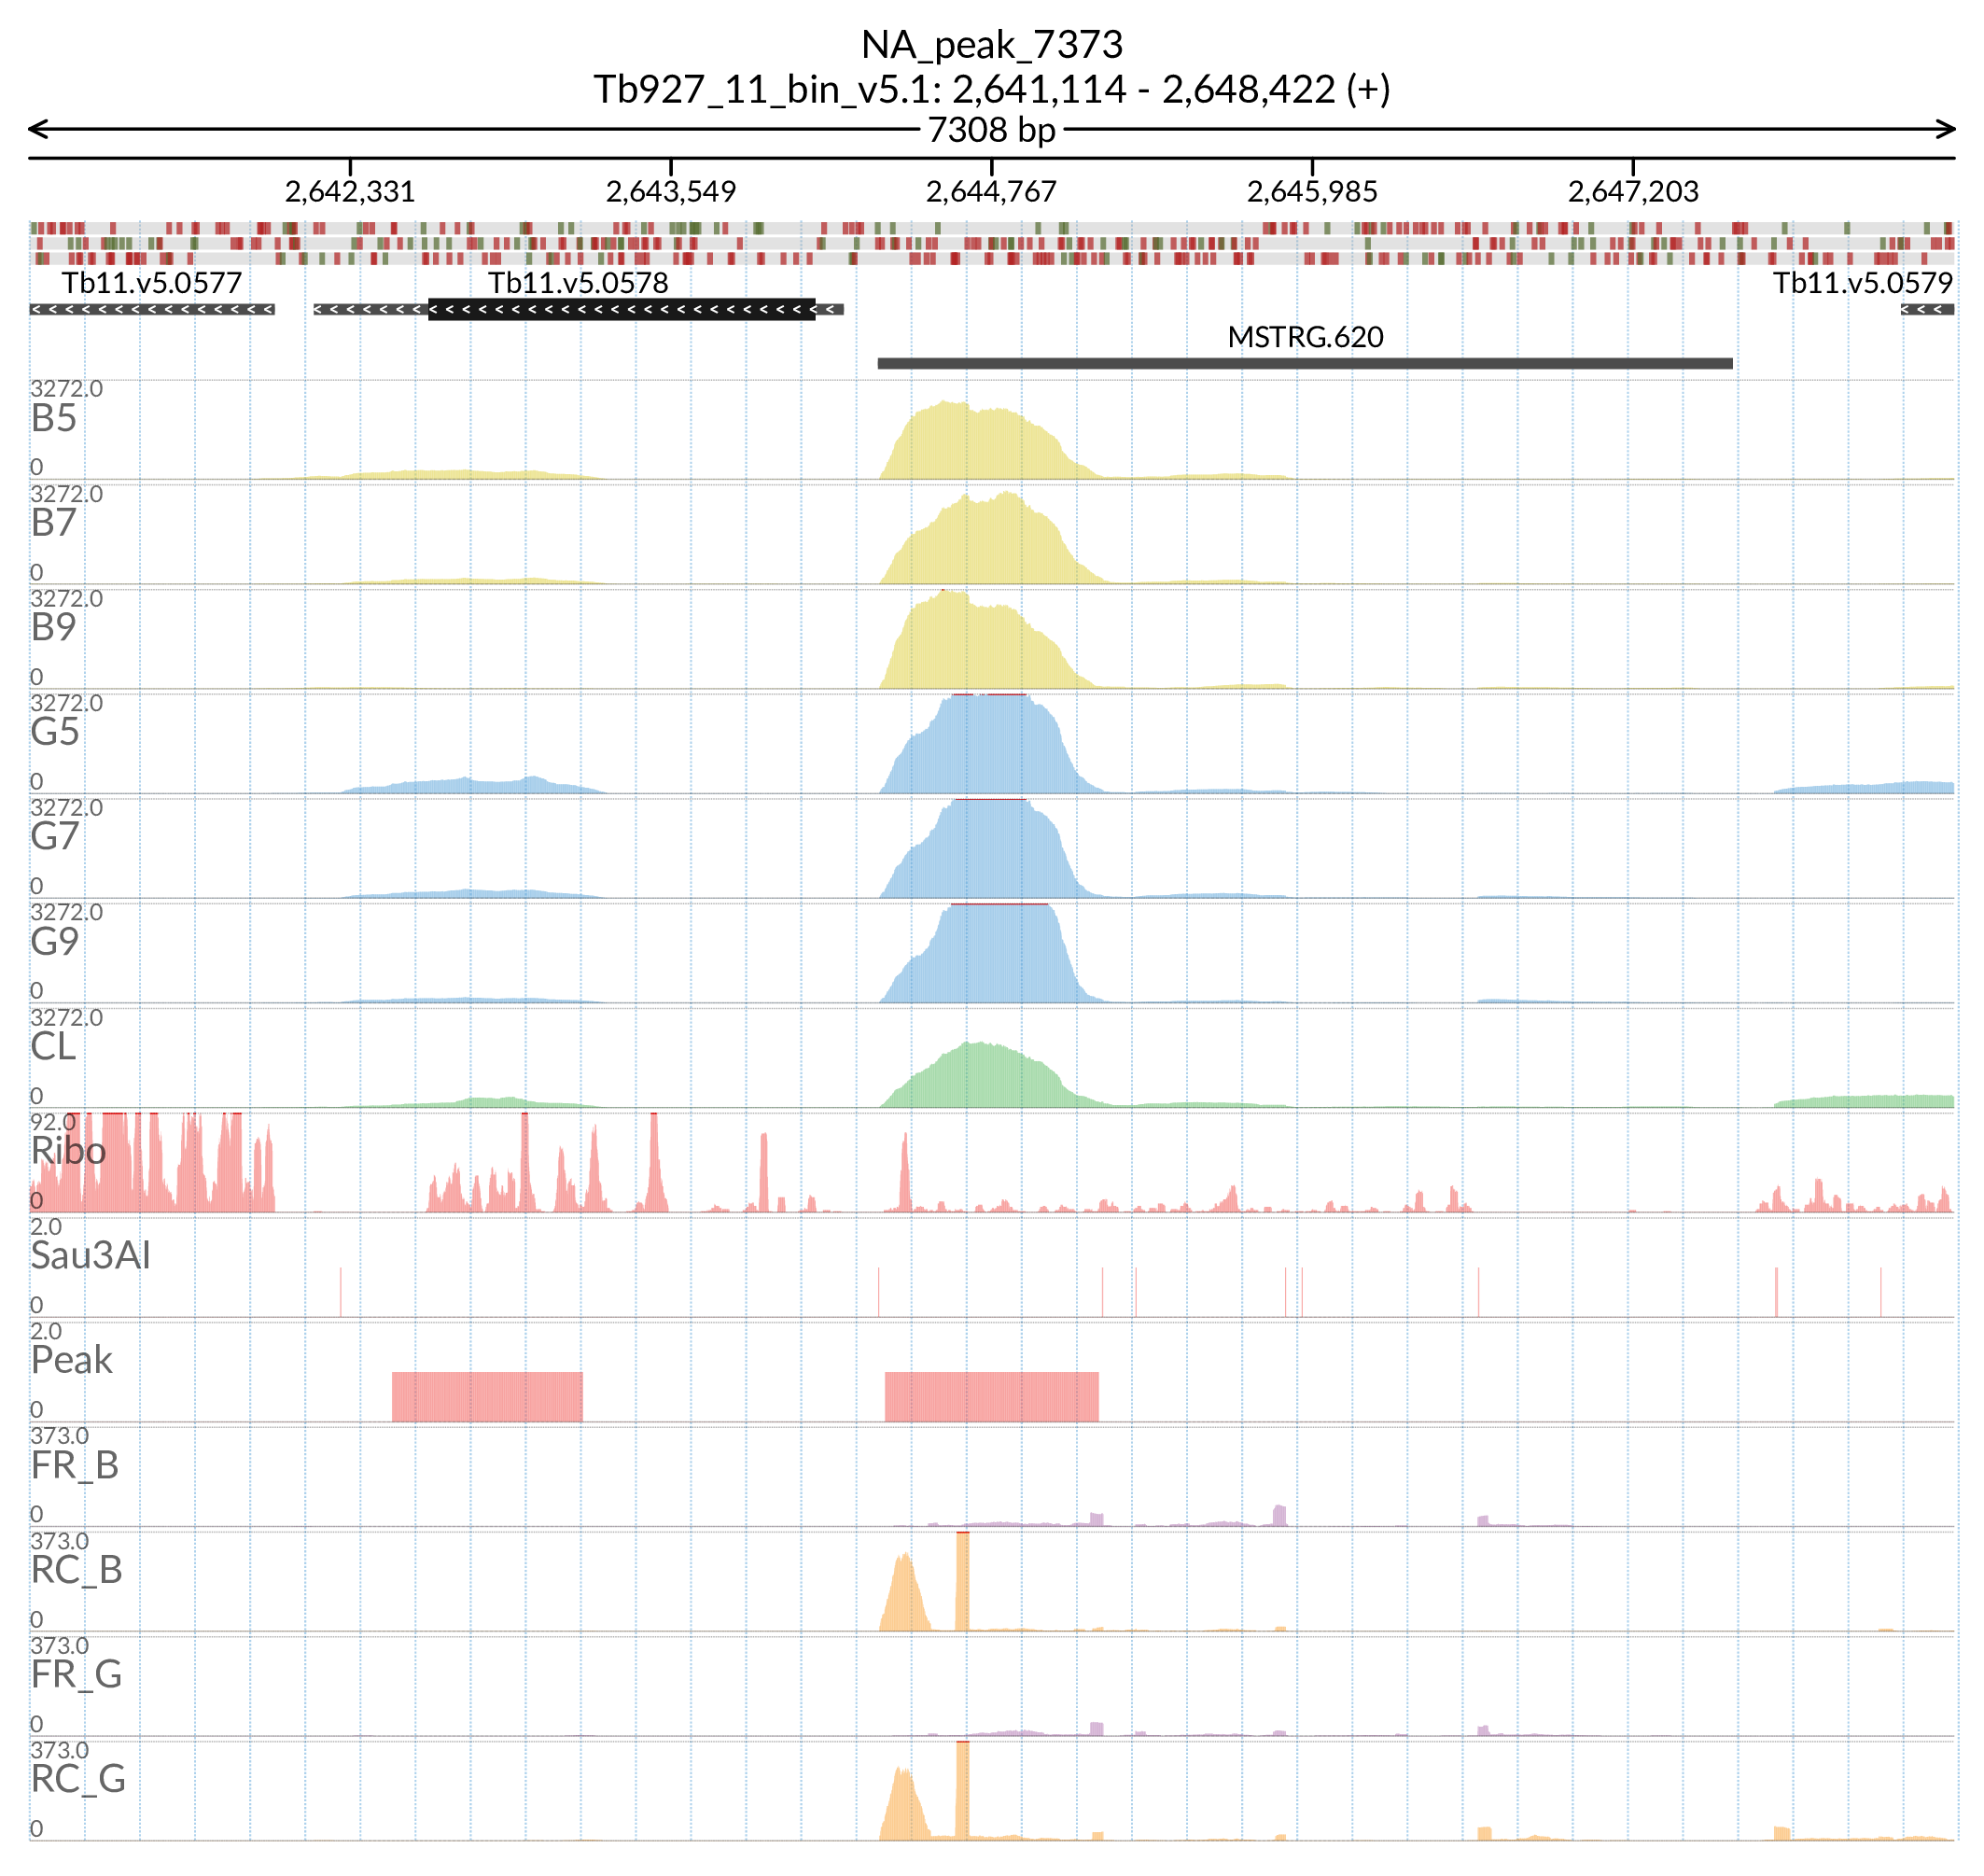 NA_peak_7373
Tb927_11_bin_v5.1: 2,641,114 - 2,648,422 (+)
7308 bp
2,642,331 2,643,549 2,644,767 2,645,985 2,647,203
Tb11.v5.0577 Tb11.v5.0578 Tb11.v5.0579
MSTRG.620
3272.0
B5
0
3272.0
B7
0
3272.0
B9
0
3272.0
G5
0
3272.0
G7
0
3272.0
G9
0
3272.0
CL
0
92.0
Ribo
0
2.0
Sau3AI
0
2.0
Peak
0
373.0
FR_B
0
373.0
RC_B
0
373.0
FR_G
0
373.0
RC_G
0